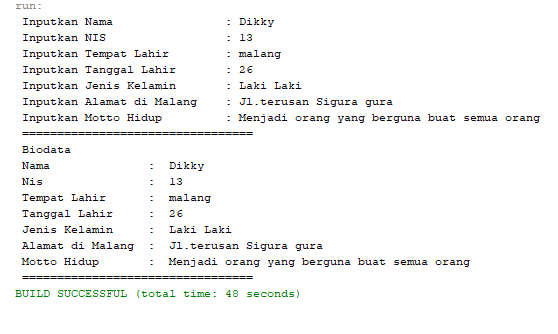 run:
Inputkan Nama : Dikky
Inputkan NIS : 13
Inputkan Tempat Lahir : malang
Inputkan Tanggal Lahir : 26
Inputkan Jenis Kelamin : Laki Laki
Inputkan Alamat di Malang : Jl.terusan Sigura gura
Inputkan Motto Hidup : Menjadi orang yang berguna buat semua orang
=================================
Biodata
Nama : Dikky
Nis : 13
Tempat Lahir : malang
Tanggal Lahir : 26
Jenis Kelamin : Laki Laki
Alamat di Malang : Jl.terusan Sigura gura
Motto Hidup : Menjadi orang yang berguna buat semua orang
=================================
BUILD SUCCESSFUL (total time: 48 seconds)